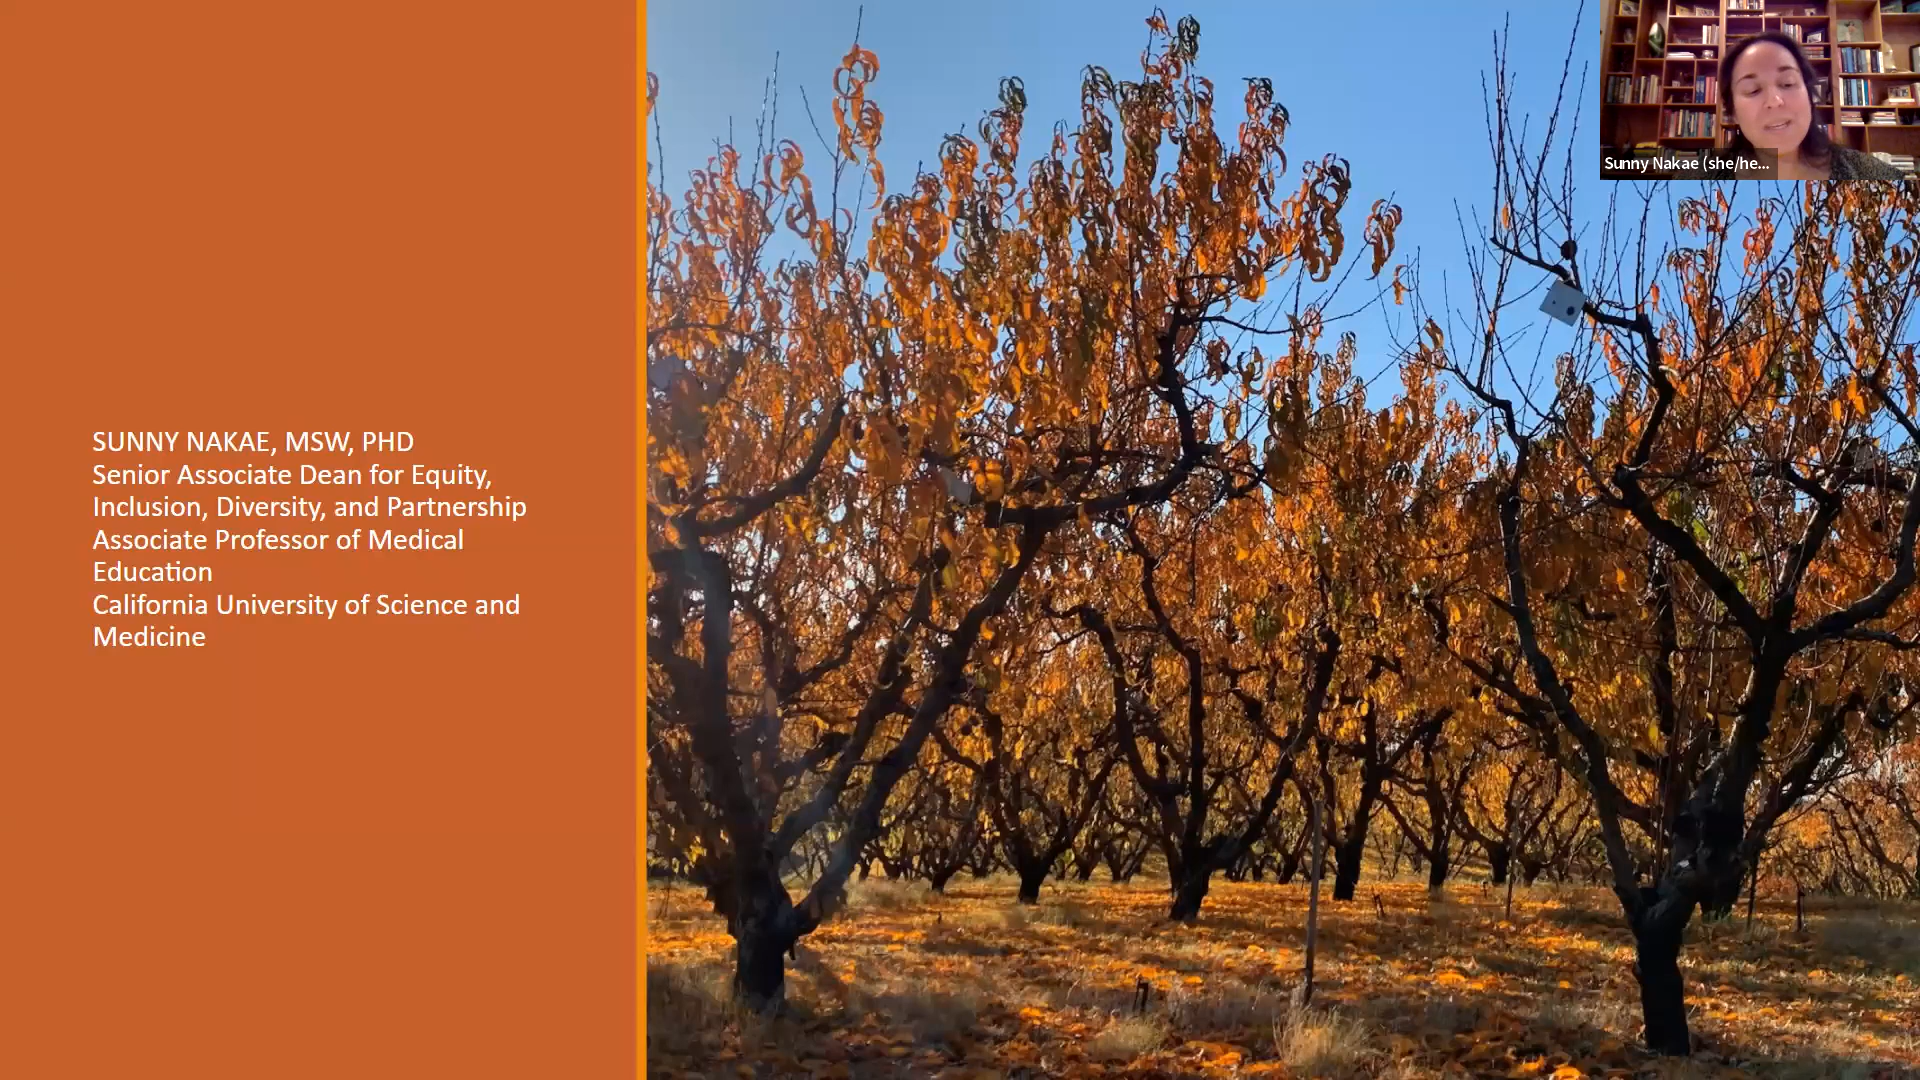 SUNNY NAKAE, MSW, PHD
Senior Associate Dean for Equity,
Inclusion, Diversity, and Partnership
Associate Professor of Medical
Education
California University of Science and
Medicine
Sunny Nakae (she/he...